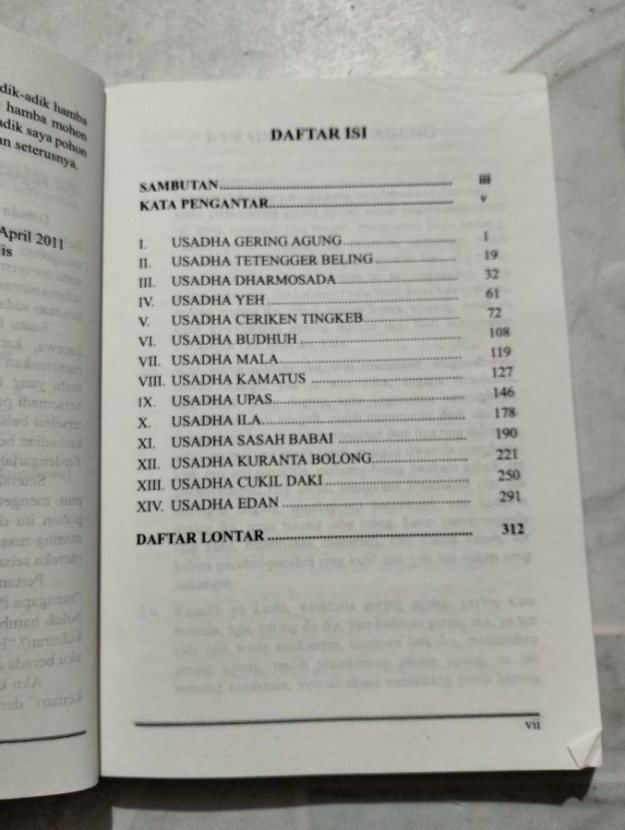 dik-adik hamba
hamba mohon
adik saya pohon
an seterusnya.
April 2011
is
DAFTAR ISI
SAMBUTAN........................................................ iii
KATA PENGANTAR............................................. v
I. USADHA GERING AGUNG........................... 1
II. USADHA TETENGGER BELING.................... 19
III. USADHA DHARMOSADA............................ 32
IV. USADHA YEH................................................ 61
V. USADHA CERIKEN TINGKEB....................... 72
VI. USADHA BUDHUH........................................ 108
VII. USADHA MALA............................................ 119
VIII. USADHA KAMATUS .................................... 127
IX. USADHA UPAS.............................................. 146
X. USADHA ILA................................................. 178
XI. USADHA SASAH BABAI ............................... 190
XII. USADHA KURANTA BOLONG....................... 221
XIII. USADHA CUKIL DAKI................................... 250
XIV. USADHA EDAN ............................................. 291
DAFTAR LONTAR .................................................. 312
vii